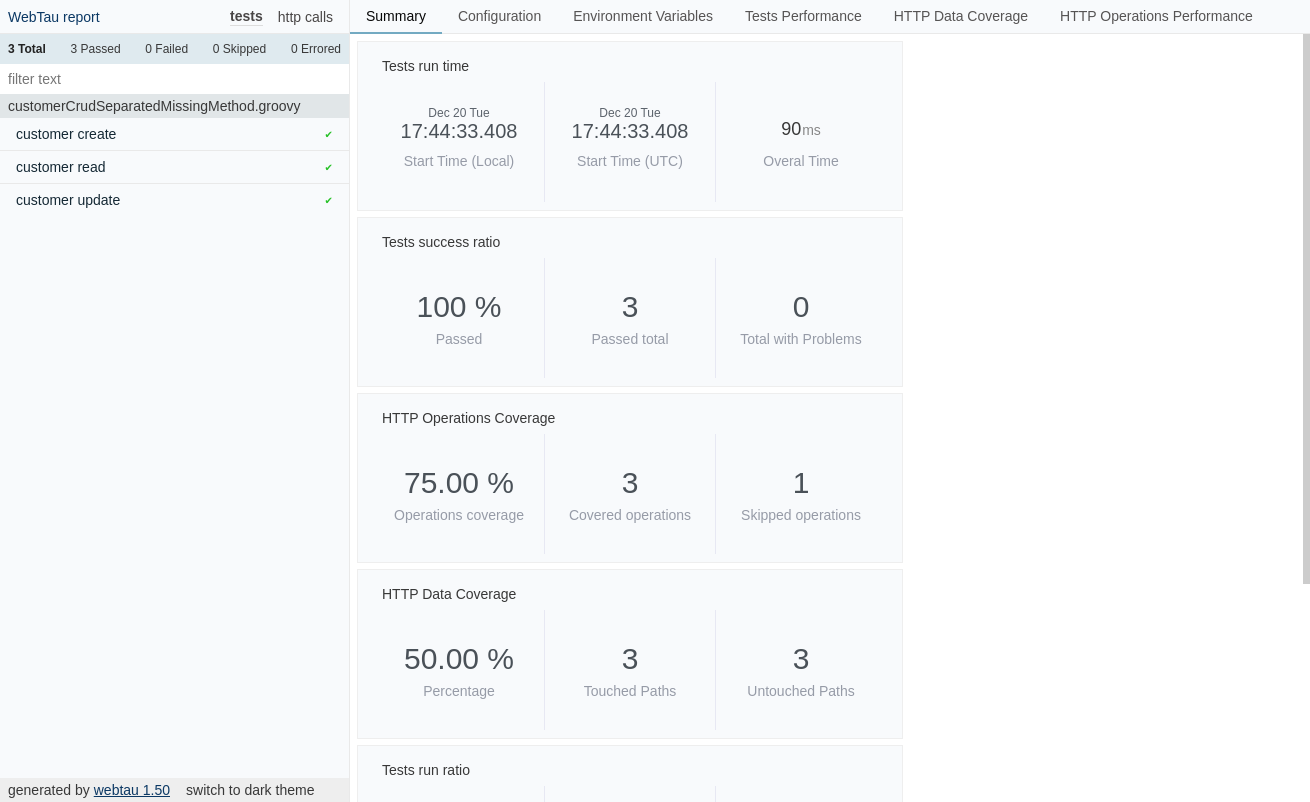 WebTau report
tests http calls
Summary Configuration Environment Variables Tests Performance HTTP Data Coverage HTTP Operations Performance
3 Total 3 Passed 0 Failed 0 Skipped 0 Errored
filter text
customerCrudSeparatedMissingMethod.groovy
customer create ✔
customer read ✔
customer update ✔
generated by webtau 1.50 switch to dark theme
Tests run time
Dec 20 Tue
17:44:33.408
Start Time (Local)
Dec 20 Tue
17:44:33.408
Start Time (UTC)
90 ms
Overal Time
Tests success ratio
100 %
Passed
3
Passed total
0
Total with Problems
HTTP Operations Coverage
75.00 %
Operations coverage
3
Covered operations
1
Skipped operations
HTTP Data Coverage
50.00 %
Percentage
3
Touched Paths
3
Untouched Paths
Tests run ratio